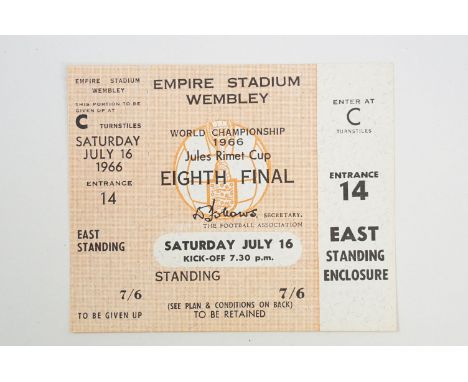 EMPIRE STADIUM
WEMBLEY
THIS PORTION TO BE
GIVEN UP AT
C TURNSTILES
SATURDAY
JULY 16
1966
ENTRANCE
14
EAST
STANDING
7/6
TO BE GIVEN UP
EMPIRE STADIUM
WEMBLEY
WORLD CHAMPIONSHIP
1966
Jules Rimet Cup
EIGHTH FINAL
SECRETARY.
THE FOOTBALL ASSOCIATION
SATURDAY JULY 16
KICK-OFF 7.30 p.m.
STANDING
7/6
(SEE PLAN & CONDITIONS ON BACK)
TO BE RETAINED
ENTER AT
C
TURNSTILES
ENTRANCE
14
EAST
STANDING
ENCLOSURE